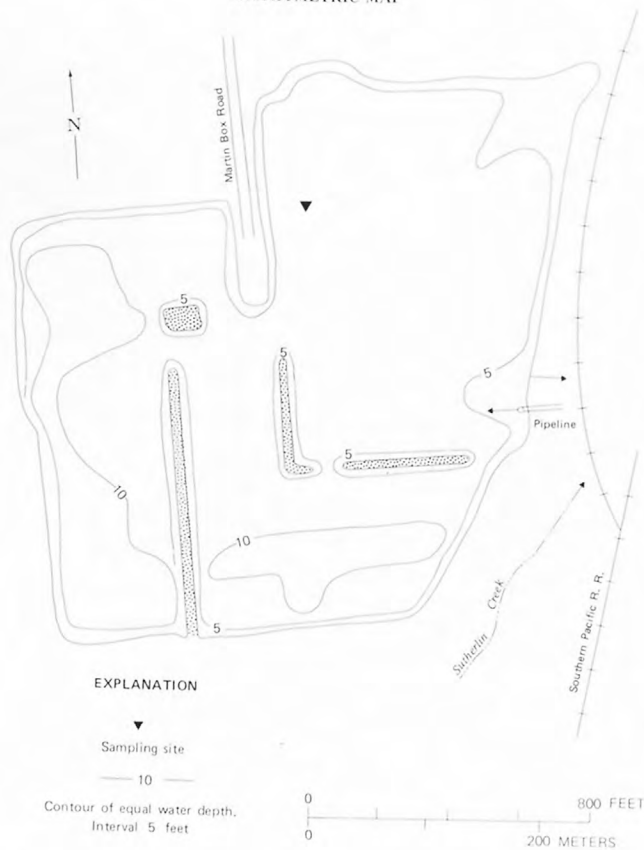 Martin Box Road
N
5
5
5
5
Pipeline
10
10
5
Sutherlin Creek
Southern Pacific R. R.
EXPLANATION
Sampling site
10
Contour of equal water depth.
Interval 5 feet
0 800 FEET
0 200 METERS